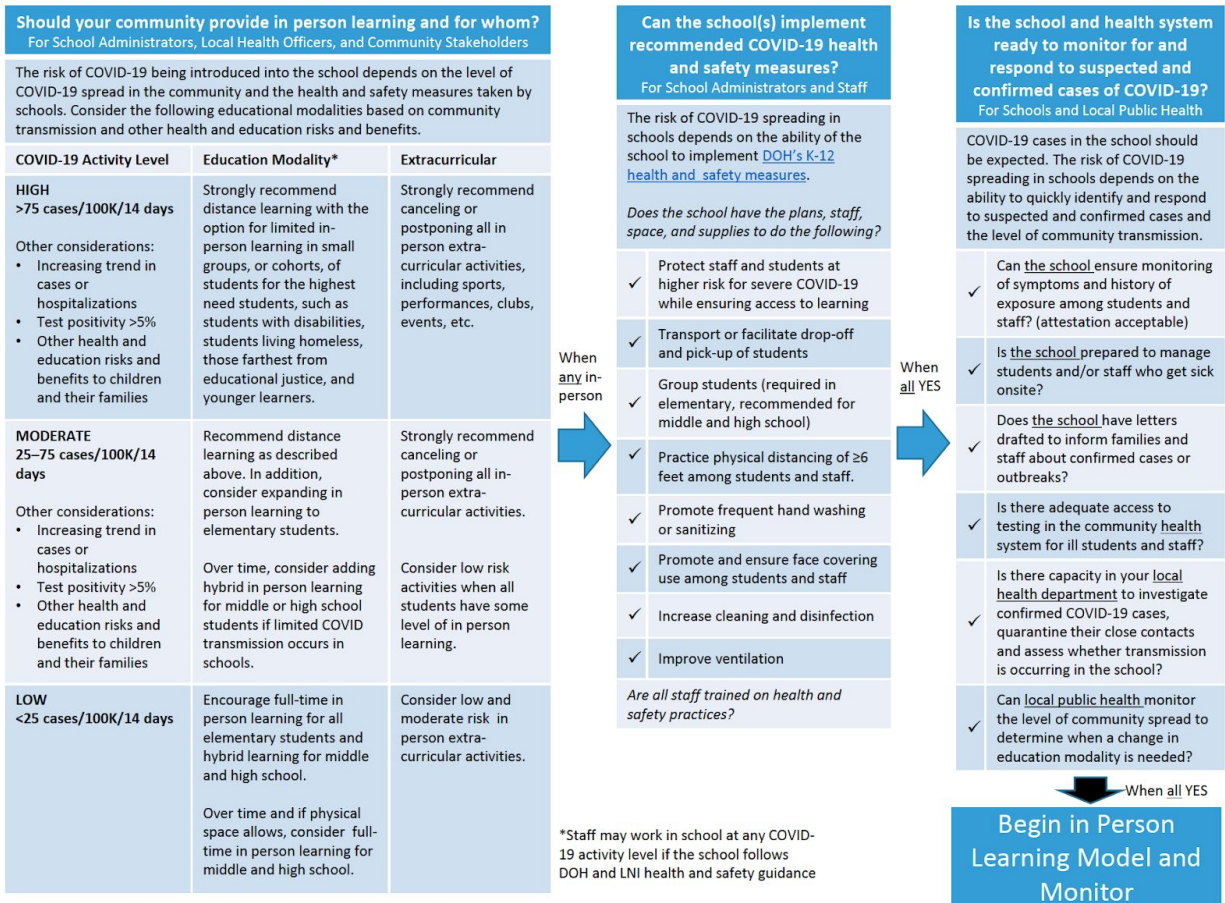 Should your community provide in person learning and for whom?
For School Administrators, Local Health Officers, and Community Stakeholders
The risk of COVID-19 being introduced into the school depends on the level of
COVID-19 spread in the community and the health and safety measures taken by
schools. Consider the following educational modalities based on community
transmission and other health and education risks and benefits.
COVID-19 Activity Level
Education Modality*
Extracurricular
HIGH
>75 cases/100K/14 days
Other considerations:
• Increasing trend in
cases or
hospitalizations
• Test positivity >5%
• Other health and
education risks and
benefits to children
and their families
Strongly recommend
distance learning with the
option for limited in-
person learning in small
groups, or cohorts, of
students for the highest
need students, such as
students with disabilities,
students living homeless,
those farthest from
educational justice, and
younger learners.
Strongly recommend
canceling or
postponing all in
person extra-
curricular activities,
including sports,
performances, clubs,
events, etc.
MODERATE
25–75 cases/100K/14
days
Other considerations:
• Increasing trend in
cases or
hospitalizations
• Test positivity >5%
• Other health and
education risks and
benefits to children
and their families
Recommend distance
learning as described
above. In addition,
consider expanding in
person learning to
elementary students.
Over time, consider adding
hybrid in person learning
for middle or high school
students if limited COVID
transmission occurs in
schools.
Strongly recommend
canceling or
postponing all in-
person extra-
curricular activities.
Consider low risk
activities when all
students have some
level of in person
learning.
LOW
<25 cases/100K/14 days
Encourage full-time in
person learning for all
elementary students and
hybrid learning for middle
and high school.
Over time and if physical
space allows, consider full-
time in person learning for
middle and high school.
Consider low and
moderate risk in
person extra-
curricular activities.
When
any in-
person
Can the school(s) implement
recommended COVID-19 health
and safety measures?
For School Administrators and Staff
The risk of COVID-19 spreading in
schools depends on the ability of the
school to implement DOH's K-12
health and safety measures.
Does the school have the plans, staff,
space, and supplies to do the following?
✓ Protect staff and students at
higher risk for severe COVID-19
while ensuring access to learning
✓ Transport or facilitate drop-off
and pick-up of students
✓ Group students (required in
elementary, recommended for
middle and high school)
✓ Practice physical distancing of ≥6
feet among students and staff.
✓ Promote frequent hand washing
or sanitizing
✓ Promote and ensure face covering
use among students and staff
✓ Increase cleaning and disinfection
✓ Improve ventilation
Are all staff trained on health and
safety practices?
*Staff may work in school at any COVID-
19 activity level if the school follows
DOH and LNI health and safety guidance
When
all YES
Is the school and health system
ready to monitor for and
respond to suspected and
confirmed cases of COVID-19?
For Schools and Local Public Health
COVID-19 cases in the school should
be expected. The risk of COVID-19
spreading in schools depends on the
ability to quickly identify and respond
to suspected and confirmed cases and
the level of community transmission.
✓ Can the school ensure monitoring
of symptoms and history of
exposure among students and
staff? (attestation acceptable)
✓ Is the school prepared to manage
students and/or staff who get sick
onsite?
✓ Does the school have letters
drafted to inform families and
staff about confirmed cases or
outbreaks?
✓ Is there adequate access to
testing in the community health
system for ill students and staff?
✓ Is there capacity in your local
health department to investigate
confirmed COVID-19 cases,
quarantine their close contacts
and assess whether transmission
is occurring in the school?
✓ Can local public health monitor
the level of community spread to
determine when a change in
education modality is needed?
When all YES
Begin in Person
Learning Model and
Monitor